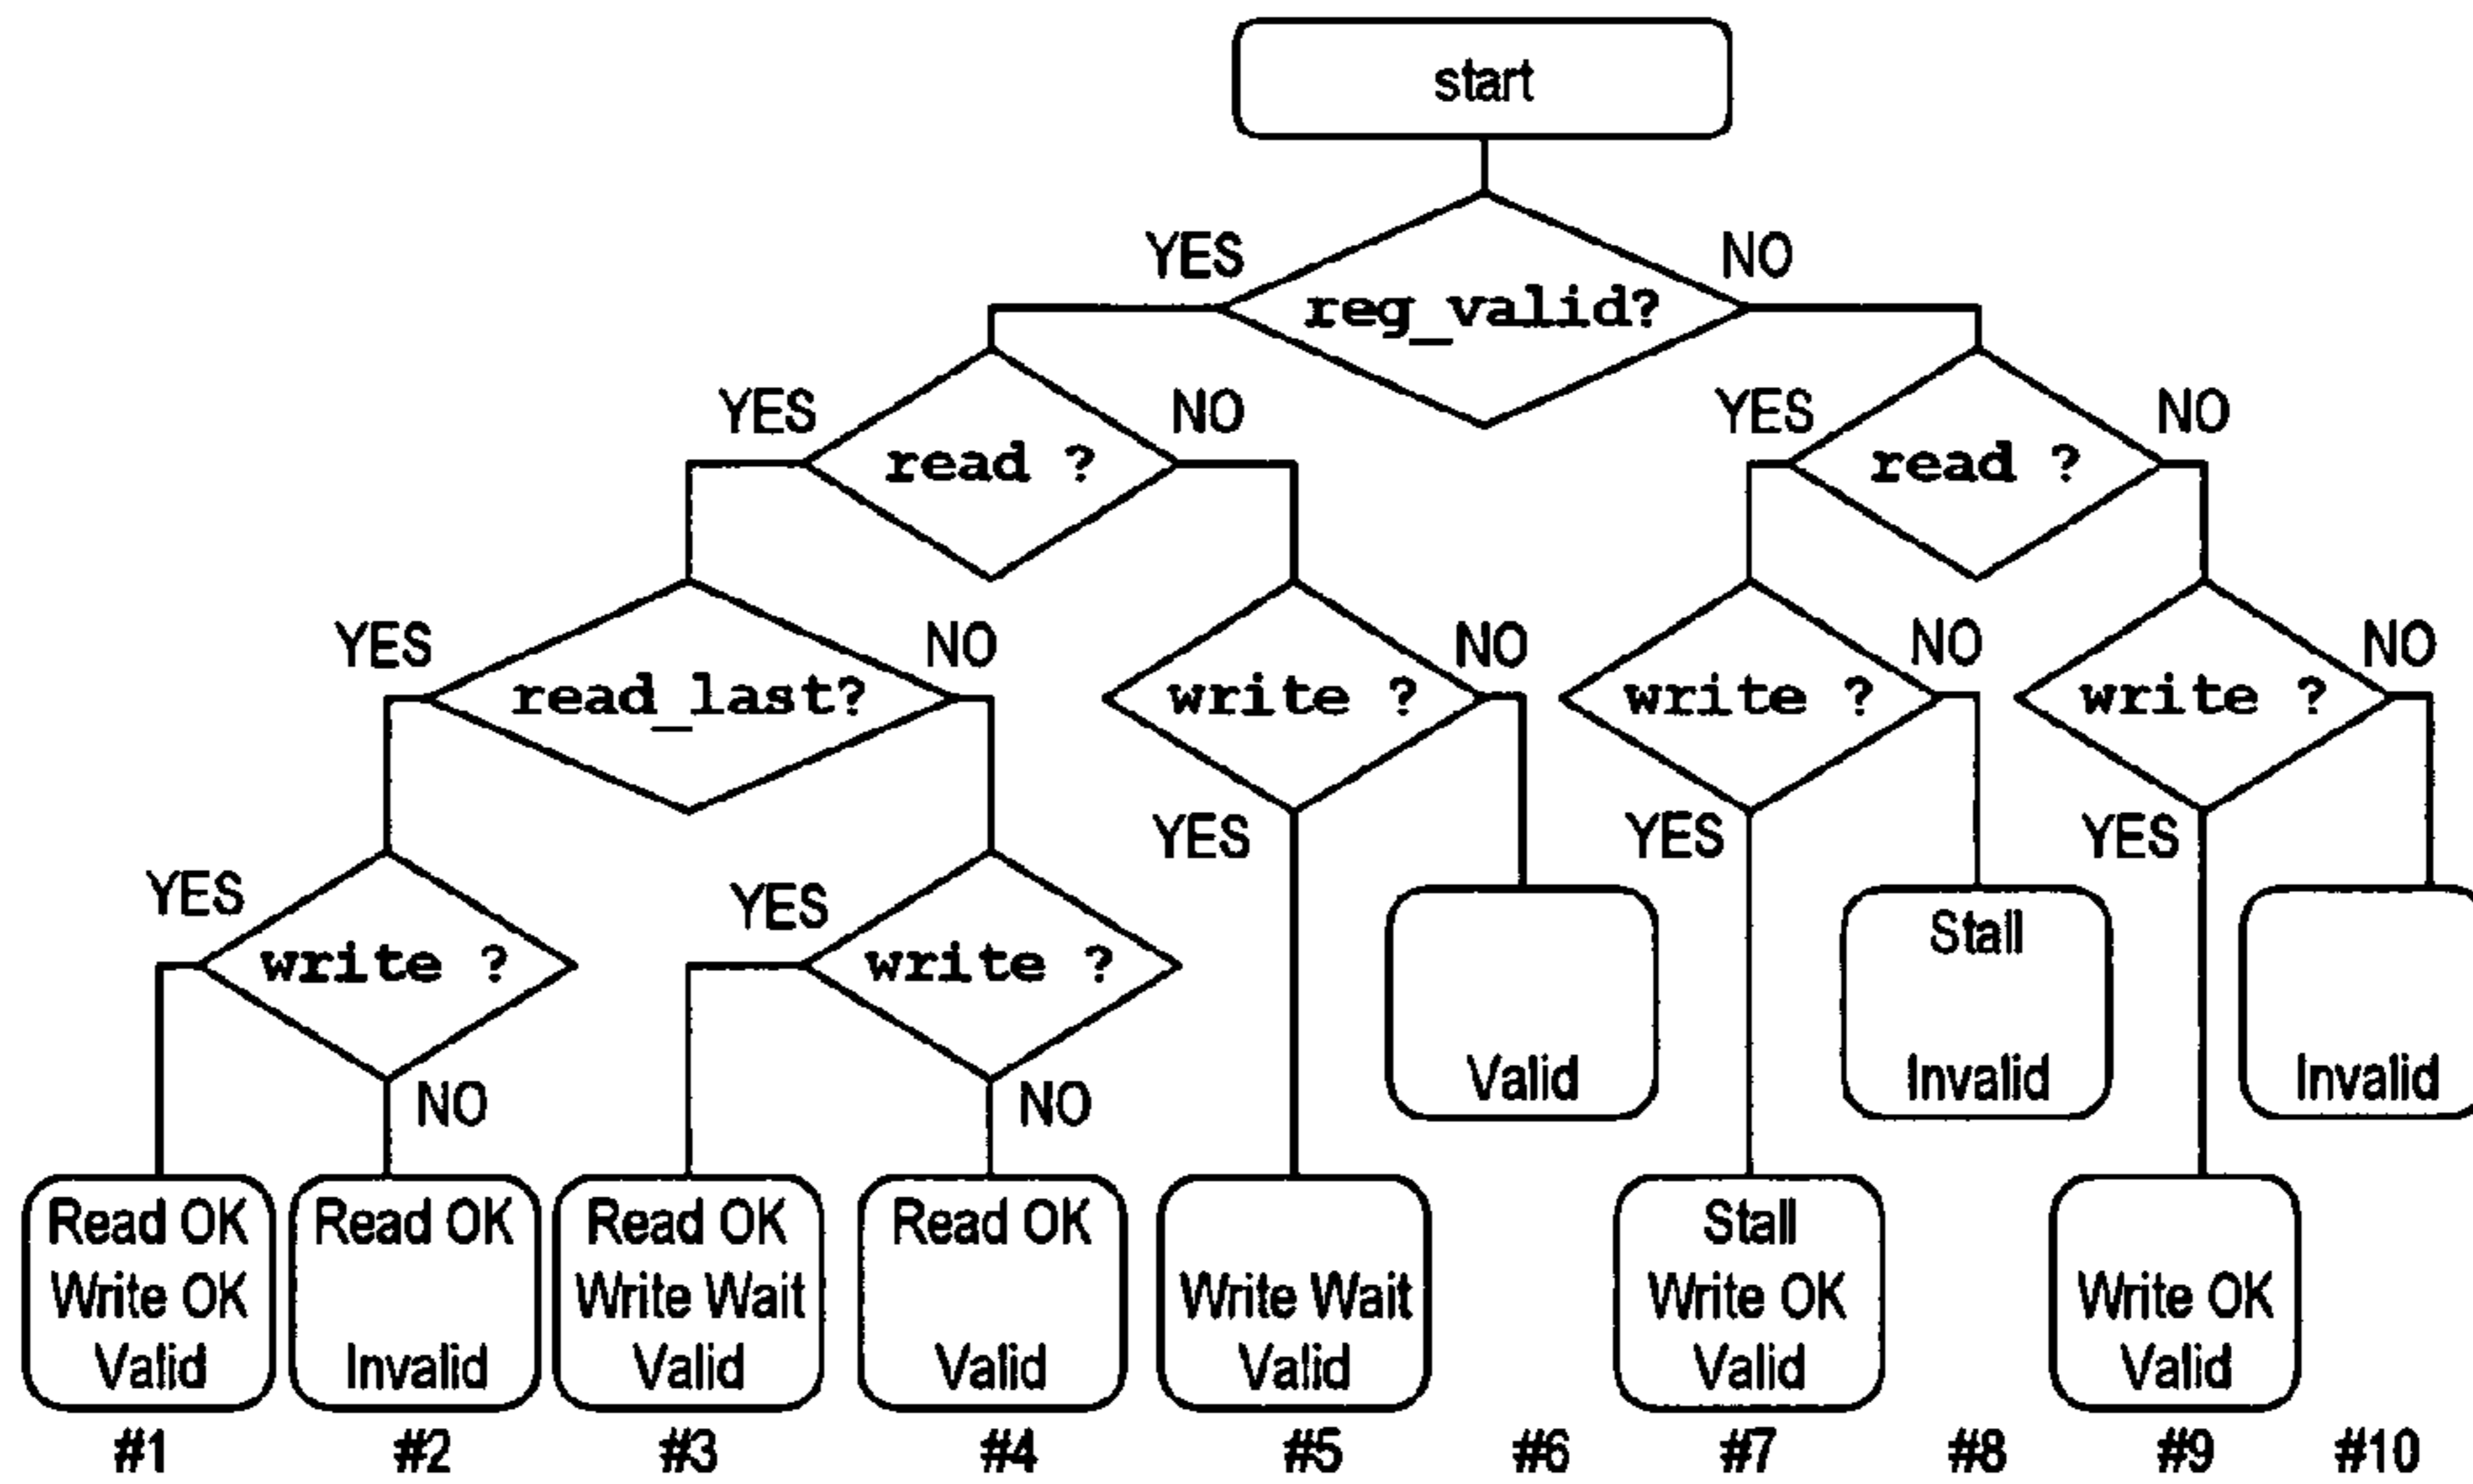 start
YES
NO
reg_valid?
YES
NO
YES
NO
read ?
read ?
YES
NO
NO
NO
NO
read_last?
write ?
write ?
write ?
YES
YES
YES
YES
YES
write ?
write ?
Stall
Valid
Invalid
Invalid
NO
NO
Read OK
Write OK
Valid
Read OK
Invalid
Read OK
Write Wait
Valid
Read OK
Valid
Write Wait
Valid
Stall
Write OK
Valid
Write OK
Valid
#1 #2 #3 #4 #5 #6 #7 #8 #9 #10